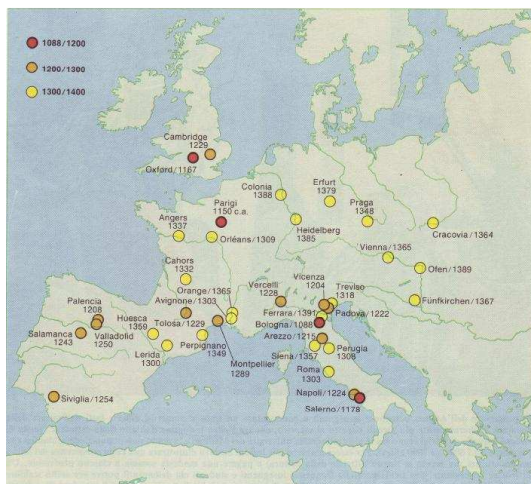 1088/1200
1200/1300
1300/1400
Cambridge
1229
Oxford/1167
Parigi
1150 c.a.
Colonia
1388
Erfurt
1379
Praga
1348
Angers
1337
Orléans/1309
Heidelberg
1385
Cracovia/1364
Vienna/1365
Ofen/1389
Fünfkirchen/1367
Cahors
1332
Orange/1365
Avignone/1303
Vercelli
1228
Vicenza
1204
Treviso
1318
Ferrara/1391
Padova/1222
Bologna/1088
Palencia
1208
Huesca
1359
Tolosa/1229
Arezzo/1215
Salamanca
1243
Valladolid
1250
Perpignano
1349
Montpellier
1289
Siena/1357
Perugia
1308
Lerida
1300
Roma
1303
Siviglia/1254
Napoli/1224
Salerno/1178